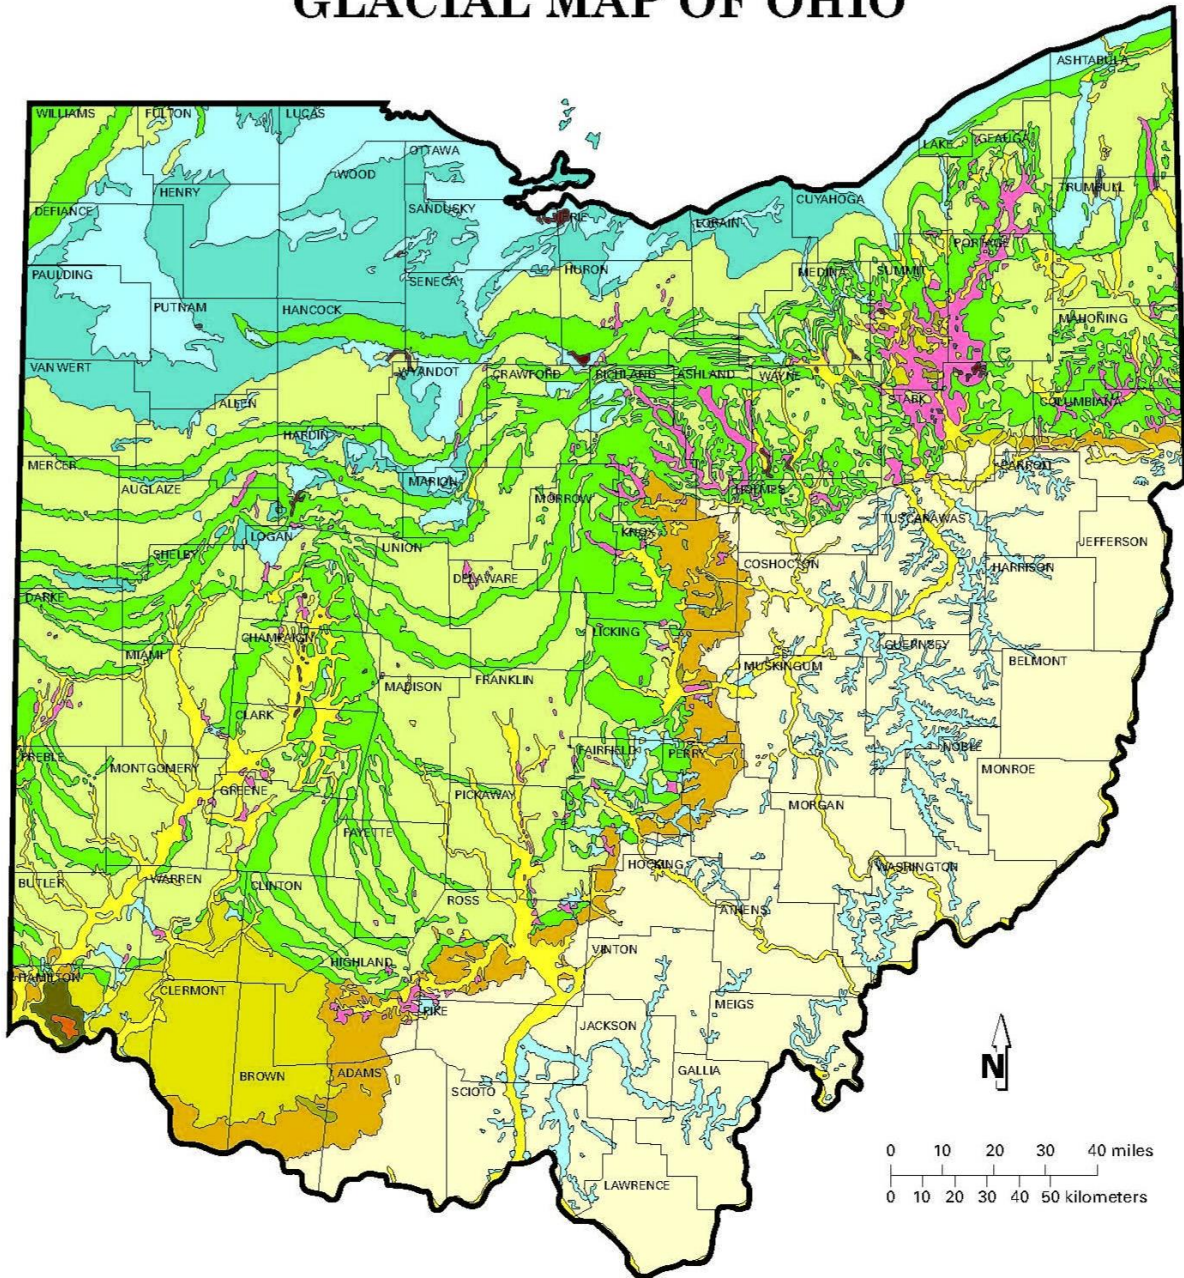 GLACIAL MAP OF OHIO
ASHTABULA
WILLIAMS
FULTON
LUCAS
LAKE
GEAUGA
OTTAWA
WOOD
HENRY
TRUMBULL
CUYAHOGA
DEFIANCE
SANDUSKY
ERIE
LORAIN
PORTAGE
PAULDING
HURON
MEDINA
SUMMIT
SENECA
PUTNAM
HANCOCK
MAHONING
VAN WERT
WYANDOT
CRAWFORD
RICHLAND
ASHLAND
WAYNE
STARK
COLUMBIANA
ALLEN
HARDIN
MERCER
CARROLL
AUGLAIZE
MARION
HOLMES
MORROW
TUSCARAWAS
KNOX
LOGAN
UNION
JEFFERSON
SHELBY
COSHOCTON
HARRISON
DELAWARE
DARKE
CHAMPAIGN
LICKING
GUERNSEY
MIAMI
BELMONT
MUSKINGUM
MADISON
FRANKLIN
CLARK
FAIRFIELD
PERRY
NOBLE
PREBLE
MONTGOMERY
MONROE
GREENE
PICKAWAY
MORGAN
FAYETTE
HOCKING
WASHINGTON
BUTLER
WARREN
CLINTON
ROSS
ATHENS
VINTON
HIGHLAND
HAMILTON
CLERMONT
PIKE
MEIGS
JACKSON
BROWN
ADAMS
GALLIA
SCIOTO
N
0 10 20 30 40 miles
0 10 20 30 40 50 kilometers
LAWRENCE